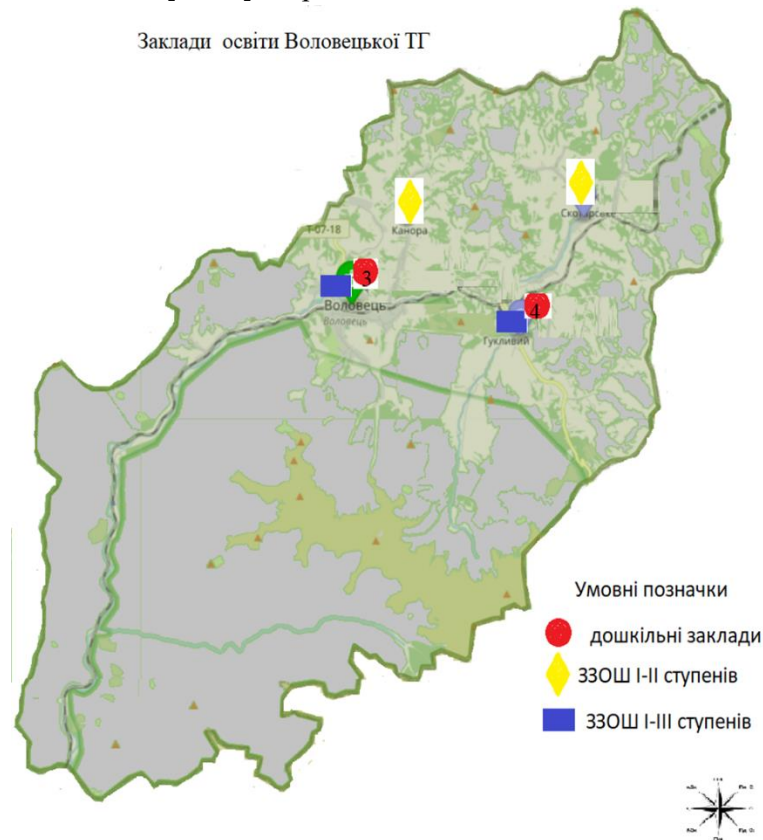 Заклади освіти Воловецької ТГ
Скотарське
Канора
Т-07-18
3
Воловець
Воловець
4
Гукливий
Умовні позначки
дошкільні заклади
ЗЗОШ І-ІІ ступенів
ЗЗОШ І-ІІІ ступенів